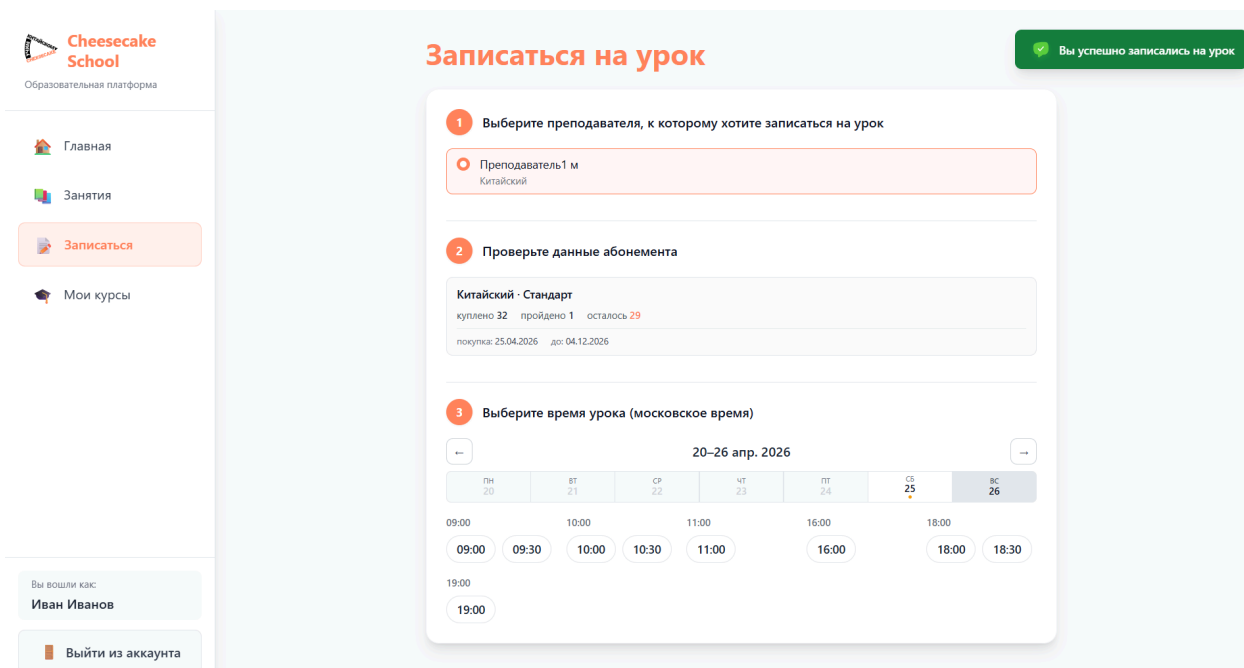 Cheesecake
School
Образовательная платформа
Главная
Занятия
Записаться
Мои курсы
Вы вошли как:
Иван Иванов
Выйти из аккаунта
Записаться на урок
Вы успешно записались на урок
1 Выберите преподавателя, к которому хотите записаться на урок
Преподаватель1 м
Китайский
2 Проверьте данные абонемента
Китайский · Стандарт
куплено 32 пройдено 1 осталось 29
покупка: 25.04.2026 до: 04.12.2026
3 Выберите время урока (московское время)
← 20–26 апр. 2026 →
ПН ВТ СР ЧТ ПТ СБ ВС
20 21 22 23 24 25 26
09:00 10:00 11:00 16:00 18:00
09:00 09:30 10:00 10:30 11:00 16:00 18:00 18:30
19:00
19:00